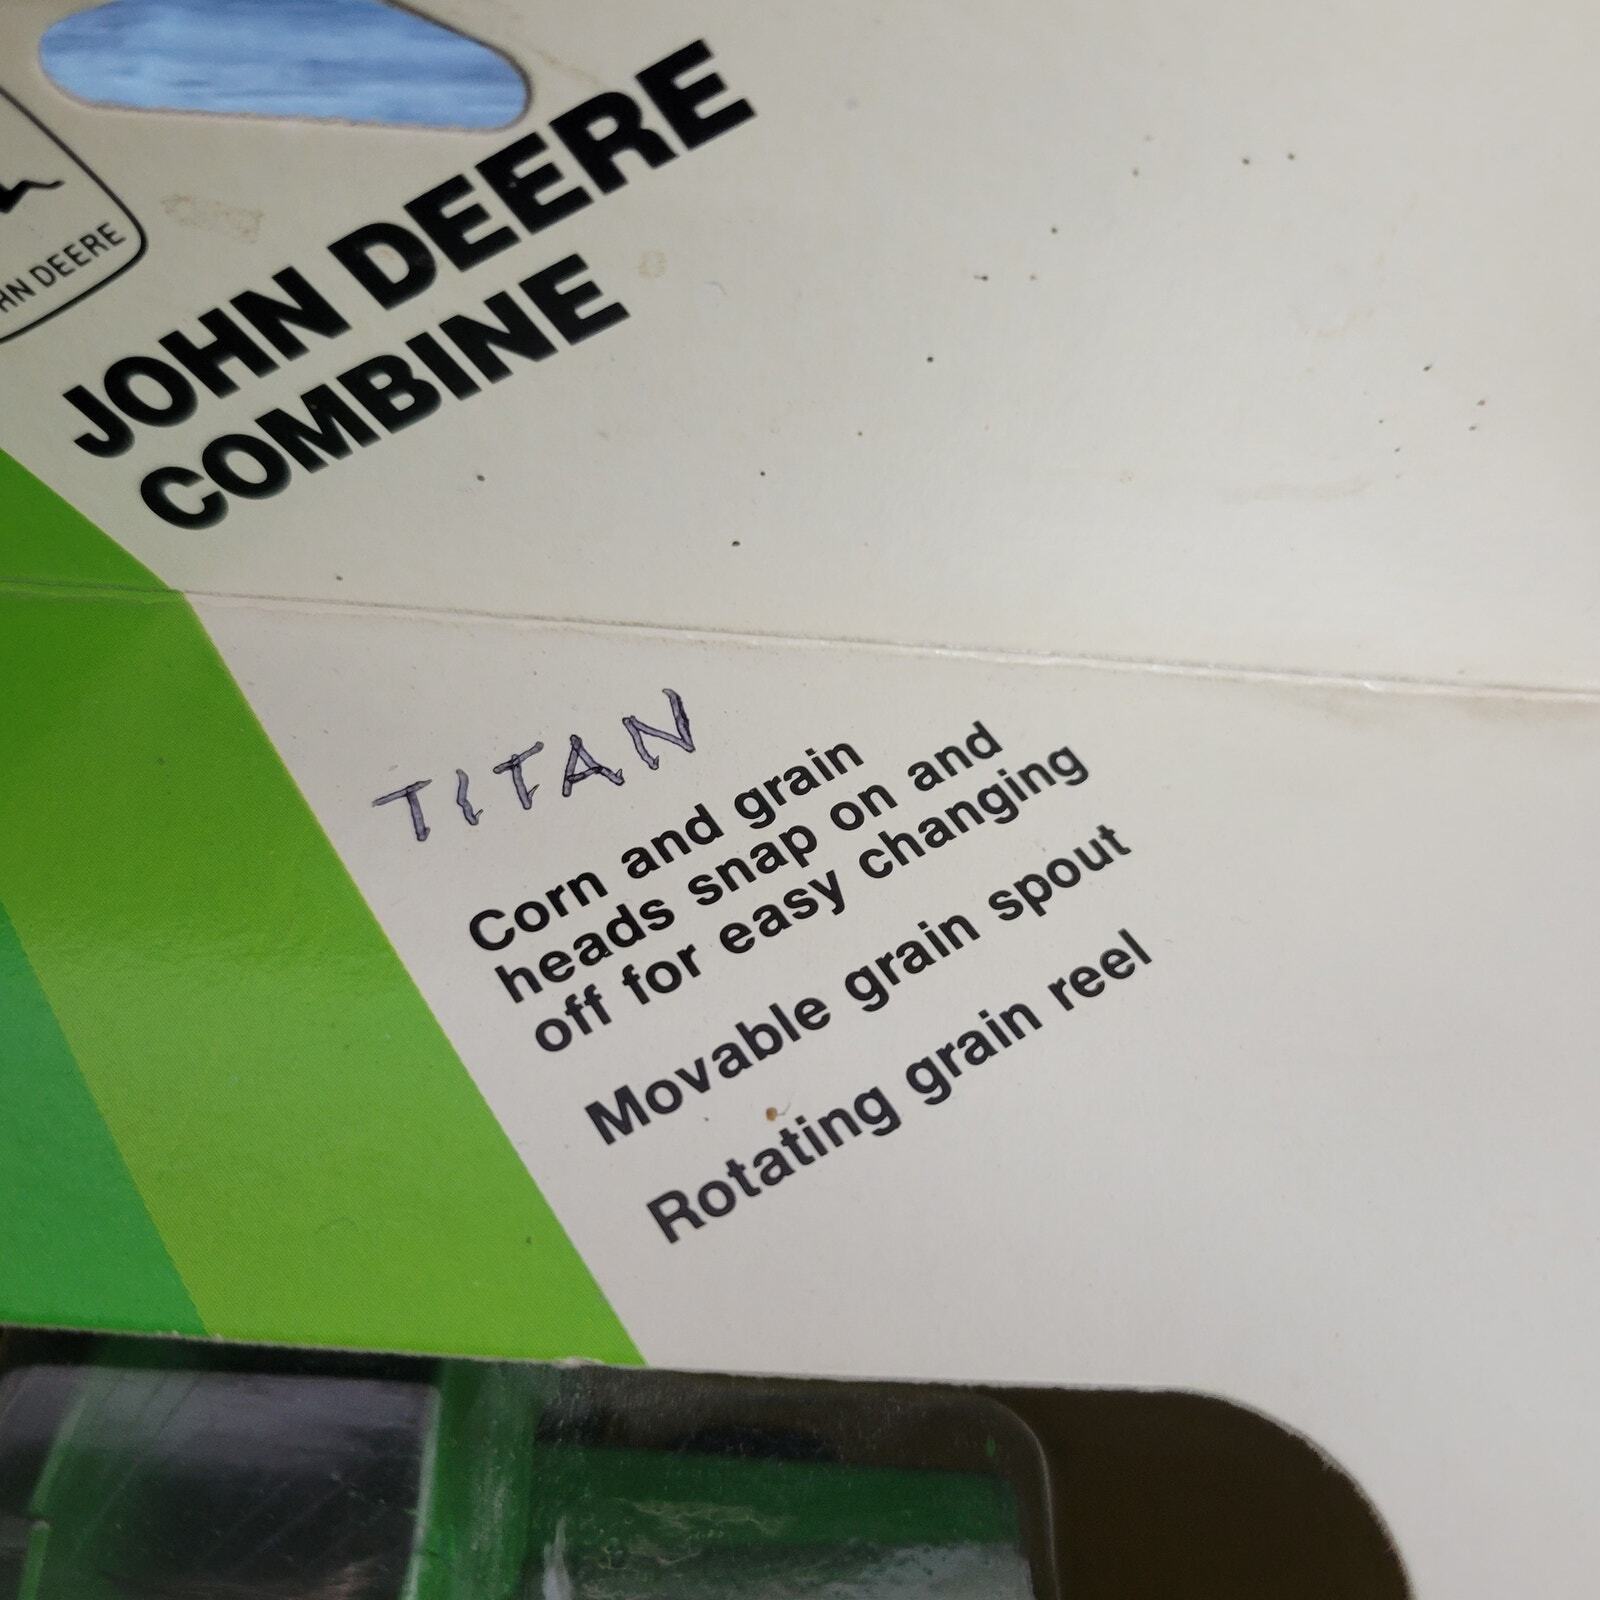 HN DEERE
JOHN DEERE
COMBINE
TITAN
Corn and grain
heads snap on and
off for easy changing
Movable grain spout
Rotating grain reel